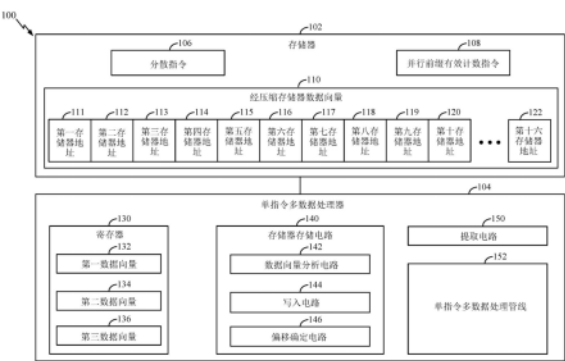 100
102
存储器
106
分散指令
108
并行前缀有效计数指令
110
经压缩存储器数据向量
111 112 113 114 115 116 117 118 119 120 122
第一存储器地址
第二存储器地址
第三存储器地址
第四存储器地址
第五存储器地址
第六存储器地址
第七存储器地址
第八存储器地址
第九存储器地址
第十存储器地址
第十六存储器地址
104
单指令多数据处理器
130
寄存器
132
第一数据向量
134
第二数据向量
136
第三数据向量
140
存储器存储电路
142
数据向量分析电路
144
写入电路
146
偏移确定电路
150
提取电路
152
单指令多数据处理管线